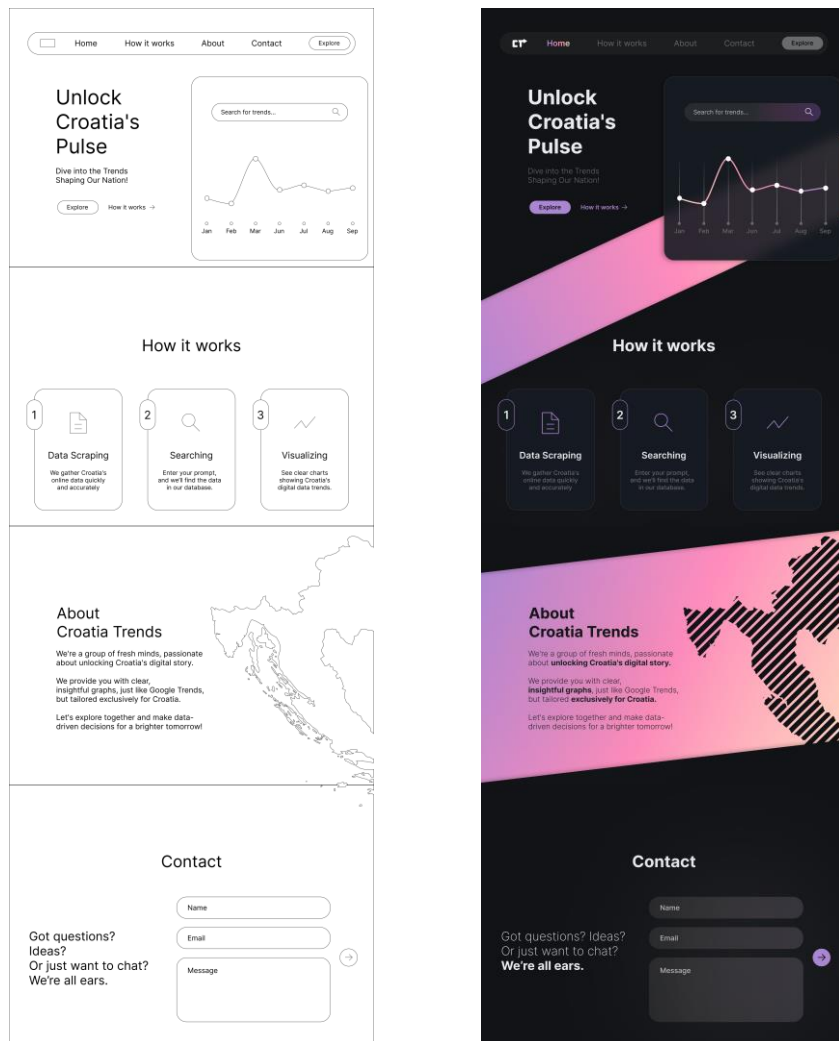 Home How it works About Contact Explore
Unlock
Croatia's
Pulse
Dive into the Trends
Shaping Our Nation!
Explore How it works →
Search for trends...
Jan Feb Mar Jun Jul Aug Sep
How it works
1
Data Scraping
We gather Croatia's
online data quickly
and accurately
2
Searching
Enter your prompt,
and we'll find the data
in our database.
3
Visualizing
See clear charts
showing Croatia's
digital data trends.
About
Croatia Trends
We're a group of fresh minds, passionate
about unlocking Croatia's digital story.
We provide you with clear,
insightful graphs, just like Google Trends,
but tailored exclusively for Croatia.
Let's explore together and make data-
driven decisions for a brighter tomorrow!
Contact
Got questions?
Ideas?
Or just want to chat?
We're all ears.
Name
Email
Message
CT
Home How it works About Contact Explore
Unlock
Croatia's
Pulse
Dive into the Trends
Shaping Our Nation!
Explore How it works →
Search for trends...
Jan Feb Mar Jun Jul Aug Sep
How it works
1
Data Scraping
We gather Croatia's
online data quickly
and accurately
2
Searching
Enter your prompt,
and we'll find the data
in our database.
3
Visualizing
See clear charts
showing Croatia's
digital data trends.
About
Croatia Trends
We're a group of fresh minds, passionate
about unlocking Croatia's digital story.
We provide you with clear,
insightful graphs, just like Google Trends,
but tailored exclusively for Croatia.
Let's explore together and make data-
driven decisions for a brighter tomorrow!
Contact
Got questions? Ideas?
Or just want to chat?
We're all ears.
Name
Email
Message